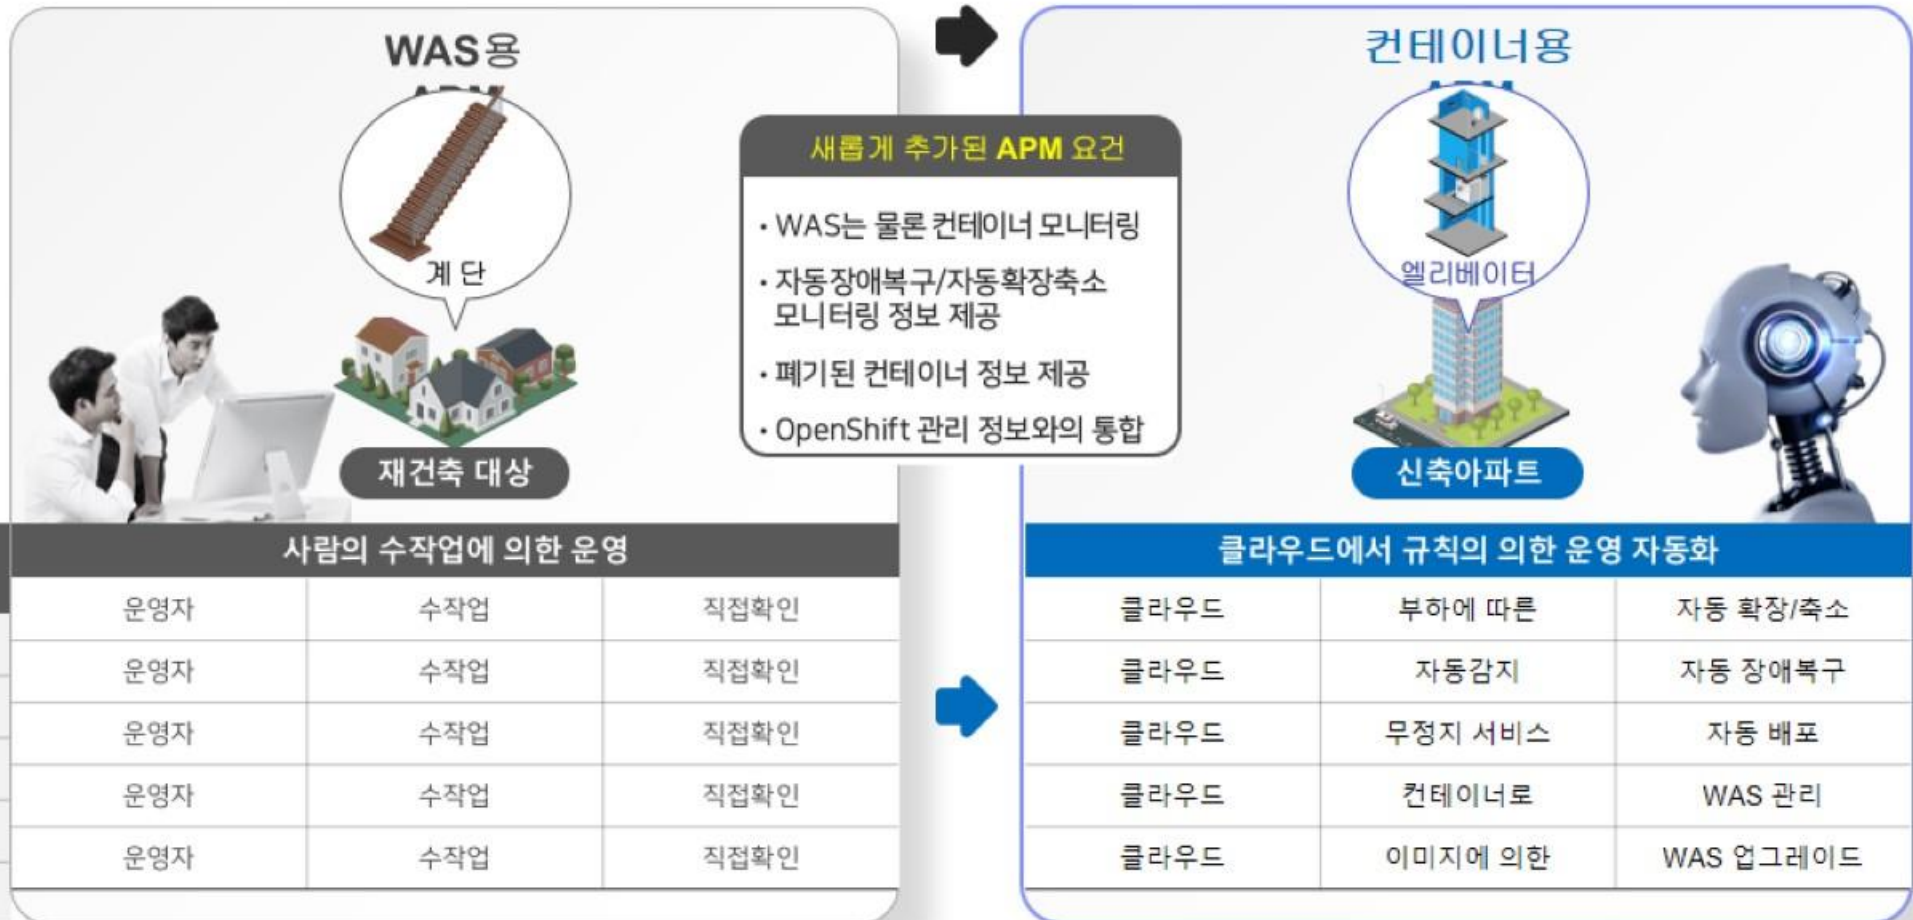 WAS용
계 단
재건축 대상
사람의 수작업에 의한 운영
운영자 수작업 직접확인
운영자 수작업 직접확인
운영자 수작업 직접확인
운영자 수작업 직접확인
운영자 수작업 직접확인
새롭게 추가된 APM 요건
· WAS는 물론 컨테이너 모니터링
· 자동장애복구/자동확장축소
모니터링 정보 제공
· 폐기된 컨테이너 정보 제공
· OpenShift 관리 정보와의 통합
컨테이너용
엘리베이터
신축아파트
클라우드에서 규칙의 의한 운영 자동화
클라우드 부하에 따른 자동 확장/축소
클라우드 자동감지 자동 장애복구
클라우드 무정지 서비스 자동 배포
클라우드 컨테이너로 WAS 관리
클라우드 이미지에 의한 WAS 업그레이드